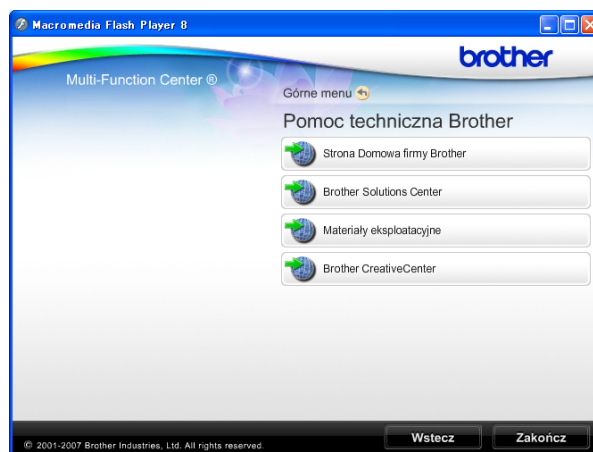 Macromedia Flash Player 8
brother
Multi-Function Center ®
Górne menu
Pomoc techniczna Brother
Strona Domowa firmy Brother
Brother Solutions Center
Materiały eksploatacyjne
Brother CreativeCenter
Wstecz Zakończ
© 2001-2007 Brother Industries, Ltd. All rights reserved.